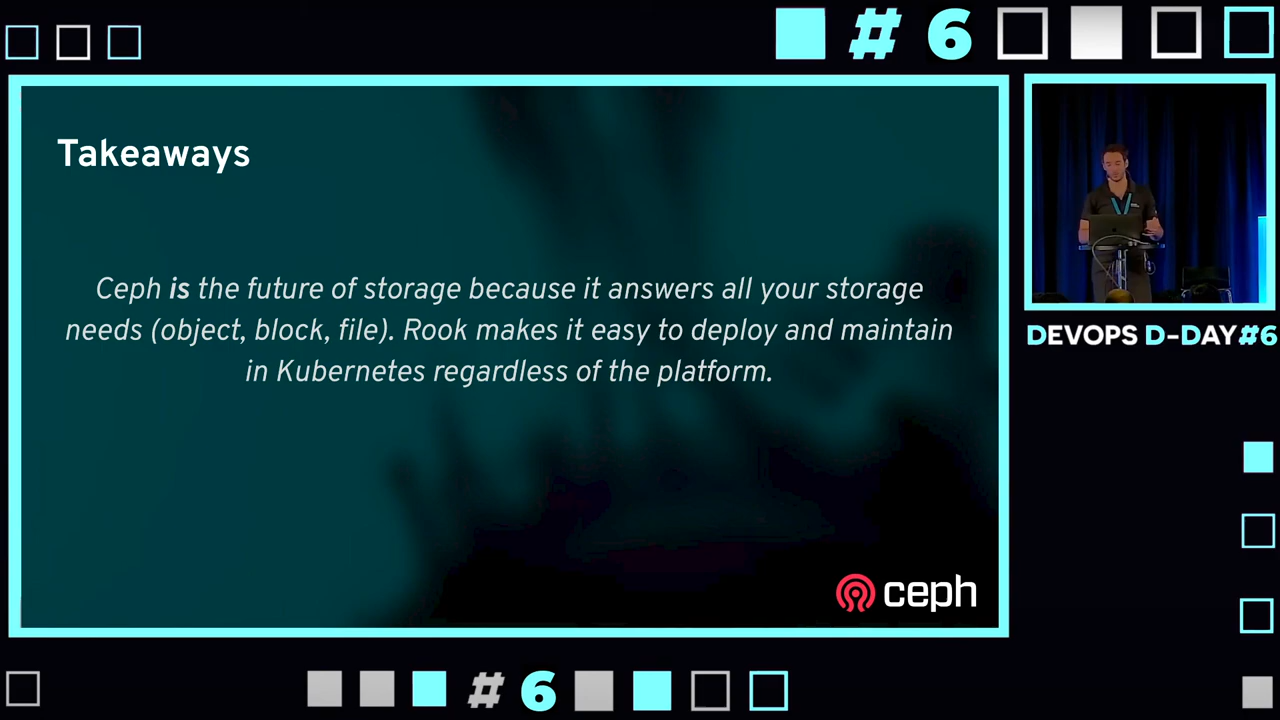 # 6
Takeaways
Ceph is the future of storage because it answers all your storage
needs (object, block, file). Rook makes it easy to deploy and maintain
in Kubernetes regardless of the platform.
ceph
DEVOPS D-DAY#6
# 6